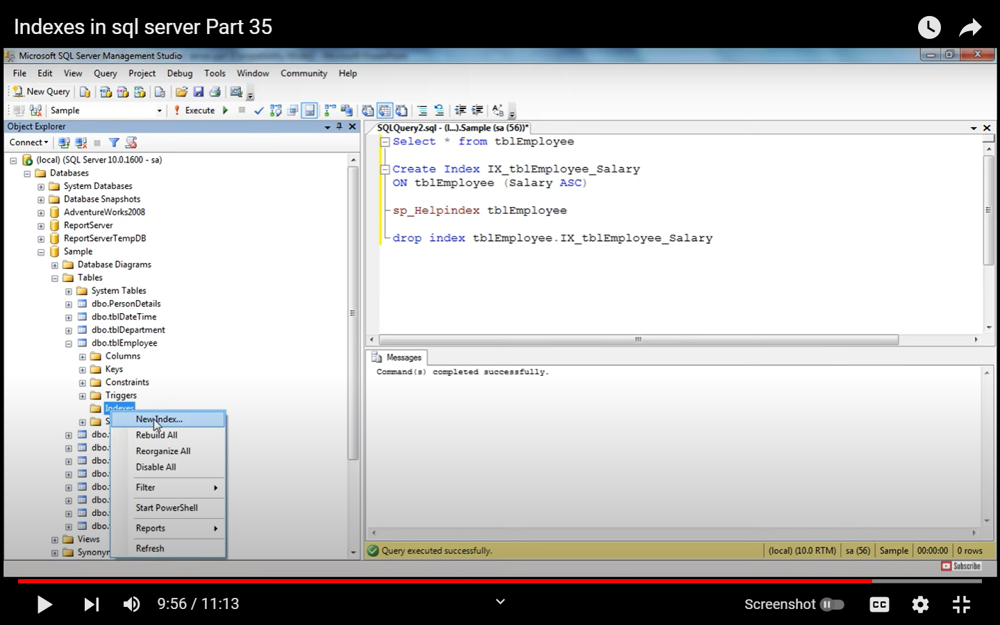 Indexes in sql server Part 35
Microsoft SQL Server Management Studio
File Edit View Query Project Debug Tools Window Community Help
New Query
Sample Execute
Object Explorer
Connect
(local) (SQL Server 10.0.1600 - sa)
Databases
System Databases
Database Snapshots
AdventureWorks2008
ReportServer
ReportServerTempDB
Sample
Database Diagrams
Tables
System Tables
dbo.PersonDetails
dbo.tblDateTime
dbo.tblDepartment
dbo.tblEmployee
Columns
Keys
Constraints
Triggers
Indexes
S
dbo.
dbo.
dbo.
dbo.
dbo.
dbo.
dbo.
dbo.
Views
Synonyr
New Index...
Rebuild All
Reorganize All
Disable All
Filter
Start PowerShell
Reports
Refresh
SQLQuery2.sql - (l...).Sample (sa (56))*
Select * from tblEmployee
Create Index IX_tblEmployee_Salary
ON tblEmployee (Salary ASC)
sp_Helpindex tblEmployee
drop index tblEmployee.IX_tblEmployee_Salary
Messages
Command(s) completed successfully.
Query executed successfully. (local) (10.0 RTM) sa (56) Sample 00:00:00 0 rows
Subscribe
9:56 / 11:13 Screenshot CC